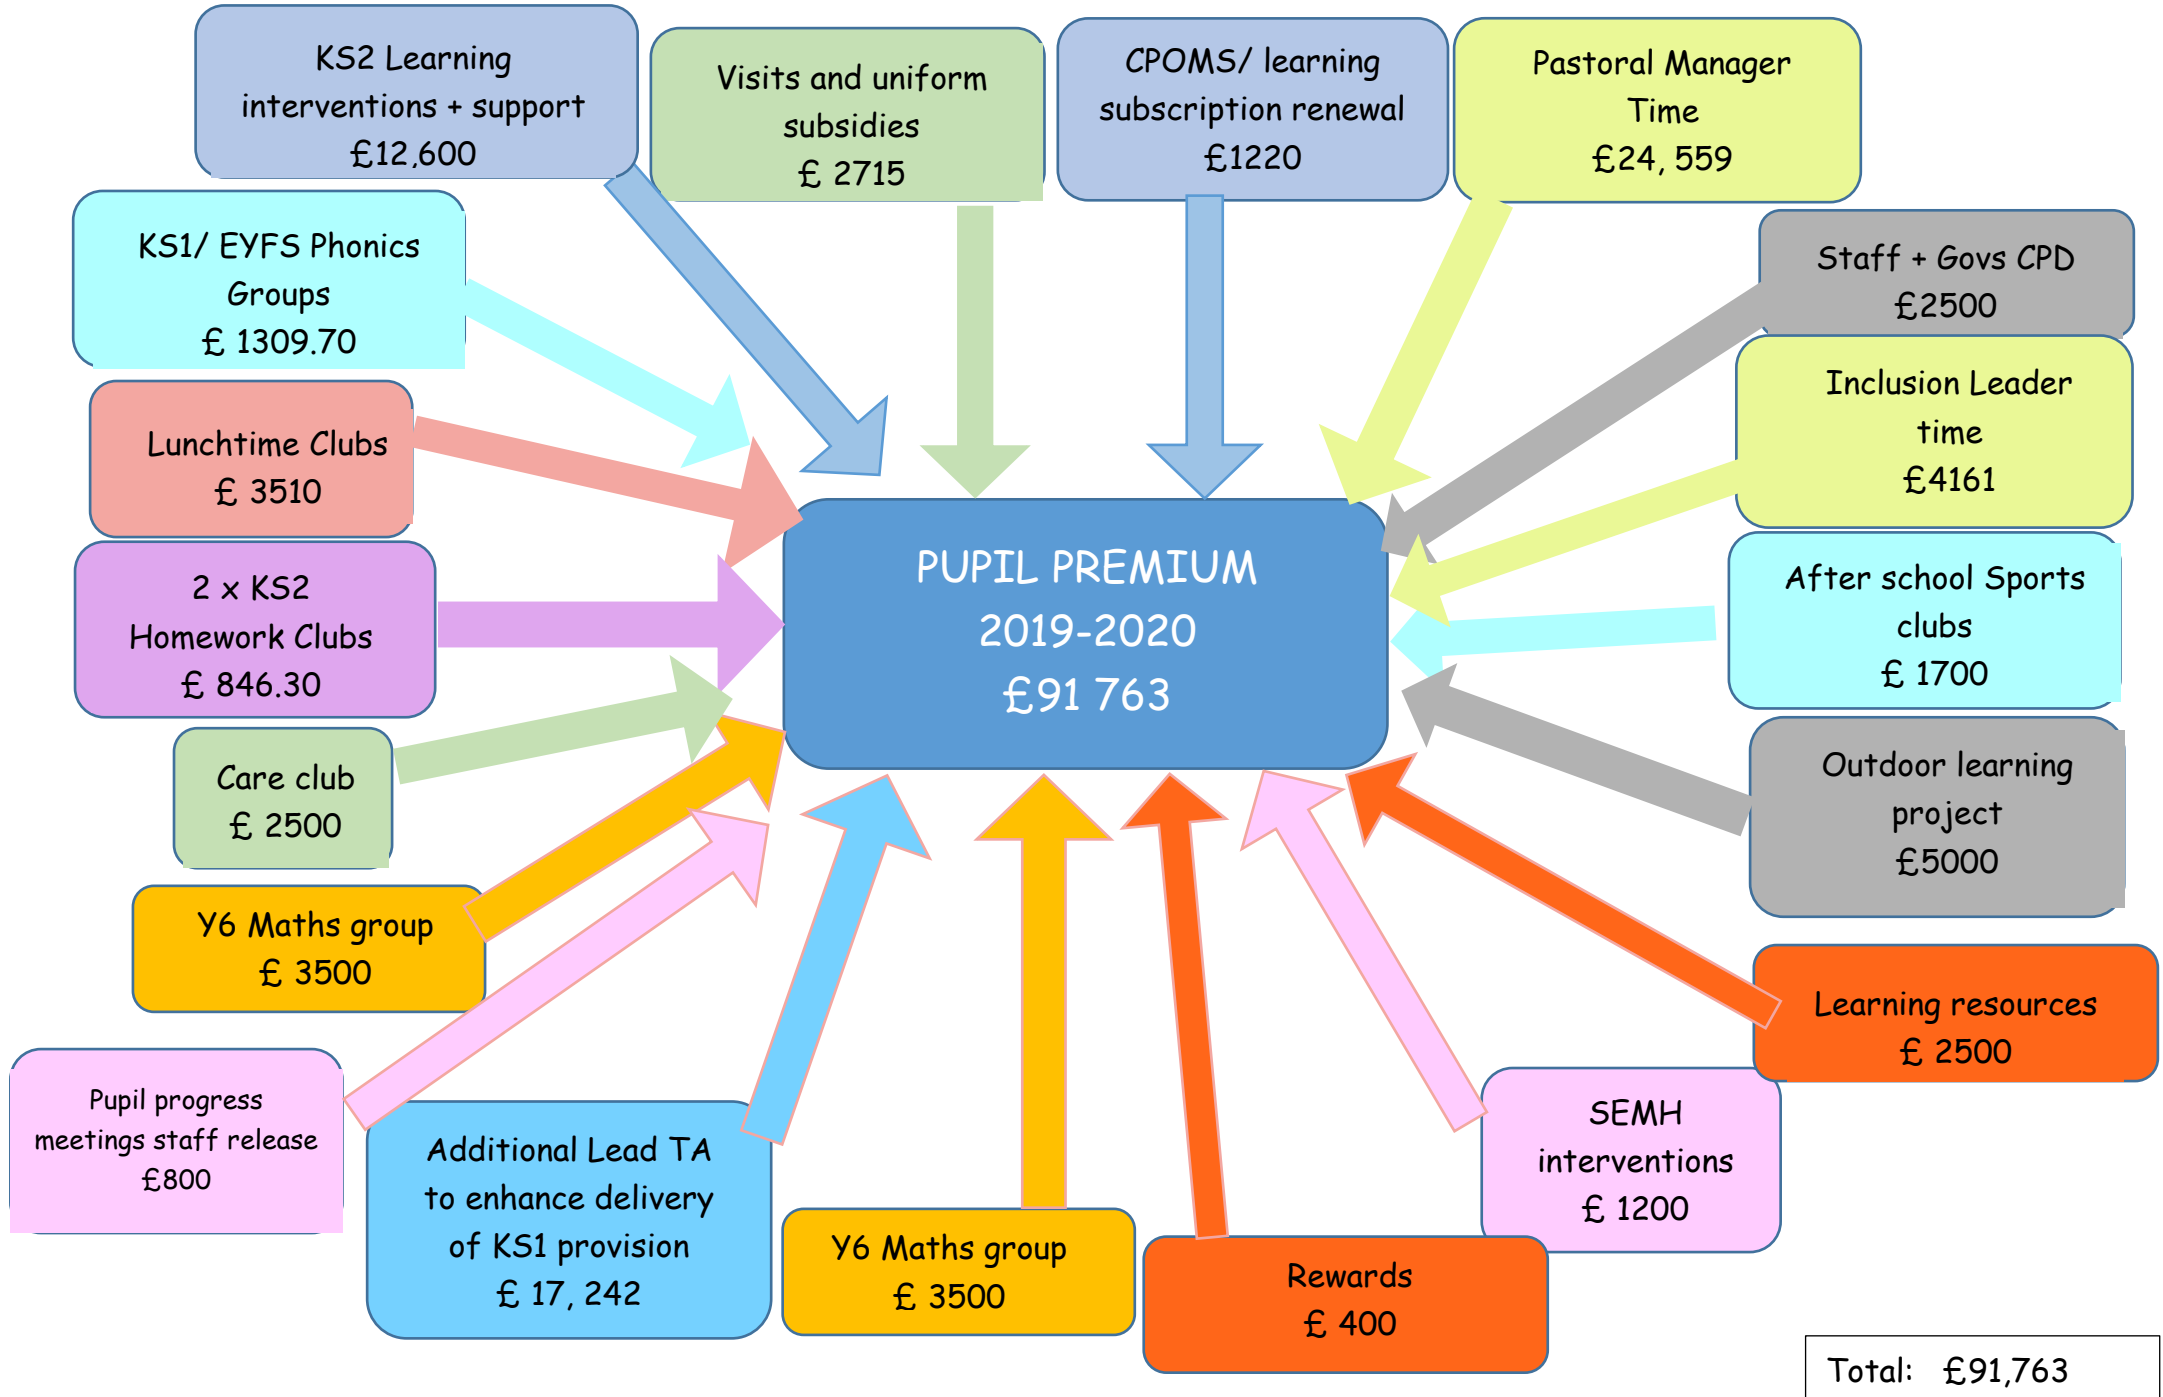 KS2 Learning
interventions + support
£12,600
Visits and uniform
subsidies
£ 2715
CPOMS/ learning
subscription renewal
£1220
Pastoral Manager
Time
£24, 559
KS1/ EYFS Phonics
Groups
£ 1309.70
Staff + Govs CPD
£2500
Lunchtime Clubs
£ 3510
Inclusion Leader
time
£4161
2 x KS2
Homework Clubs
£ 846.30
PUPIL PREMIUM
2019-2020
£91 763
After school Sports
clubs
£ 1700
Care club
£ 2500
Outdoor learning
project
£5000
Y6 Maths group
£ 3500
Learning resources
£ 2500
Pupil progress
meetings staff release
£800
Additional Lead TA
to enhance delivery
of KS1 provision
£ 17, 242
Y6 Maths group
£ 3500
Rewards
£ 400
SEMH
interventions
£ 1200
Total: £91,763